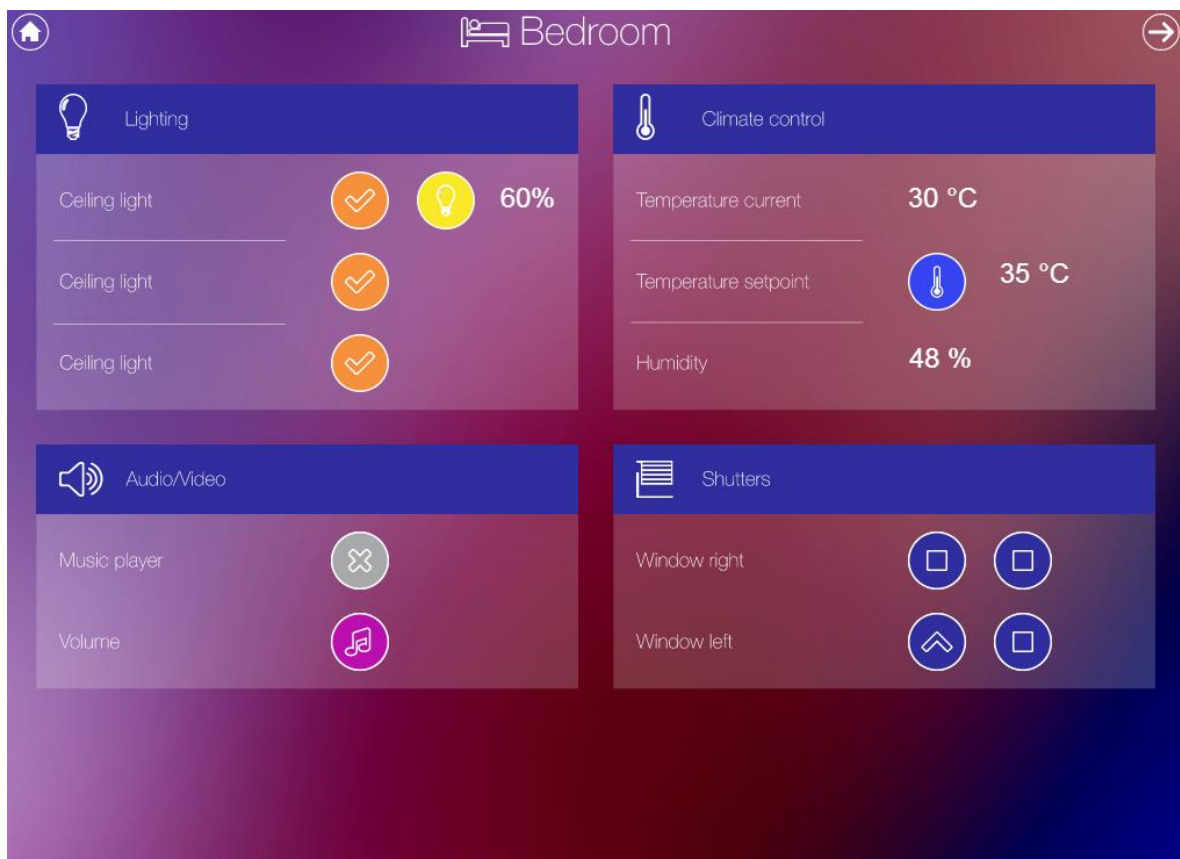 Bedroom
Lighting
Ceiling light 60%
Ceiling light
Ceiling light
Climate control
Temperature current 30 °C
Temperature setpoint 35 °C
Humidity 48 %
Audio/Video
Music player
Volume
Shutters
Window right
Window left